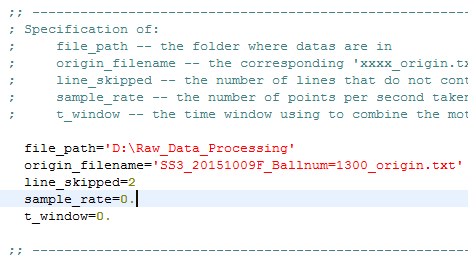 ;; -------------------------------------------------------
; Specification of:
; file_path -- the folder where datas are in
; origin_filename -- the corresponding 'xxxx_origin.tx
; line_skipped -- the number of lines that do not cont
; sample_rate -- the number of points per second taken
; t_window -- the time window using to combine the mot
file_path='D:\Raw_Data_Processing'
origin_filename='SS3_20151009F_Ballnum=1300_origin.txt'
line_skipped=2
sample_rate=0.
t_window=0.
;; -------------------------------------------------------